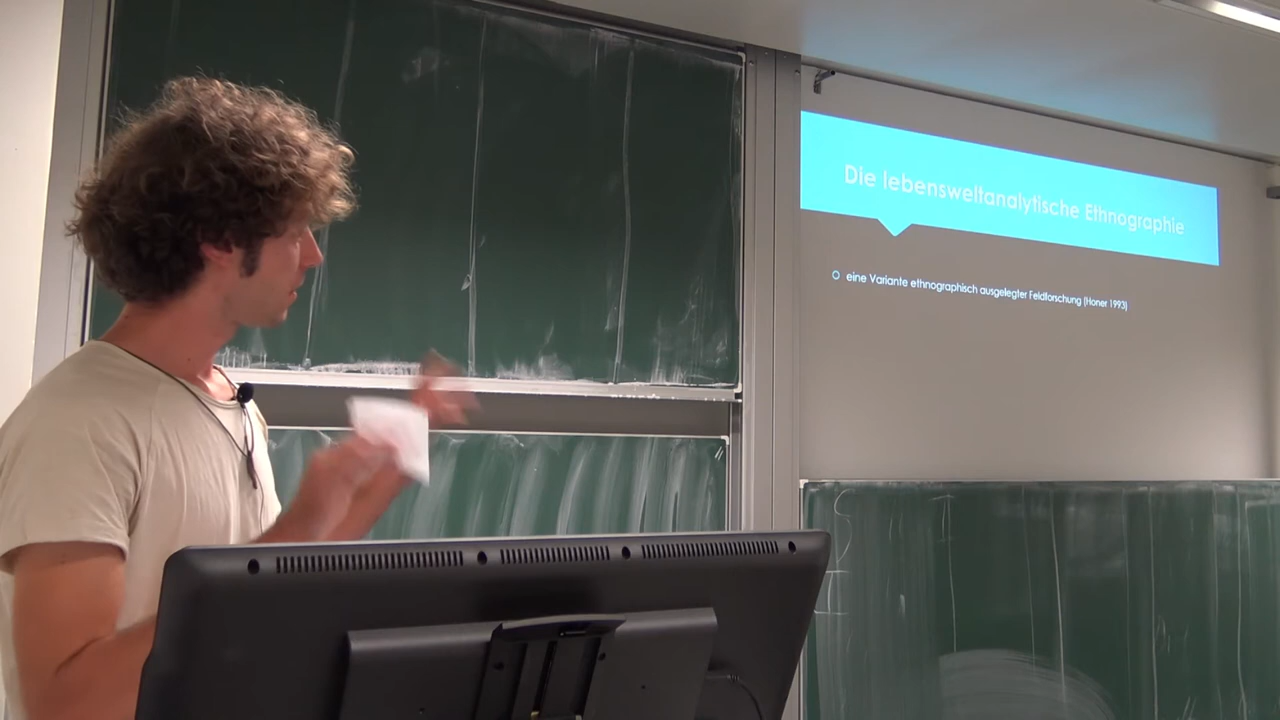 Die lebensweltanalytische Ethnographie
eine Variante ethnographisch ausgelegter Feldforschung (Honer 1993)